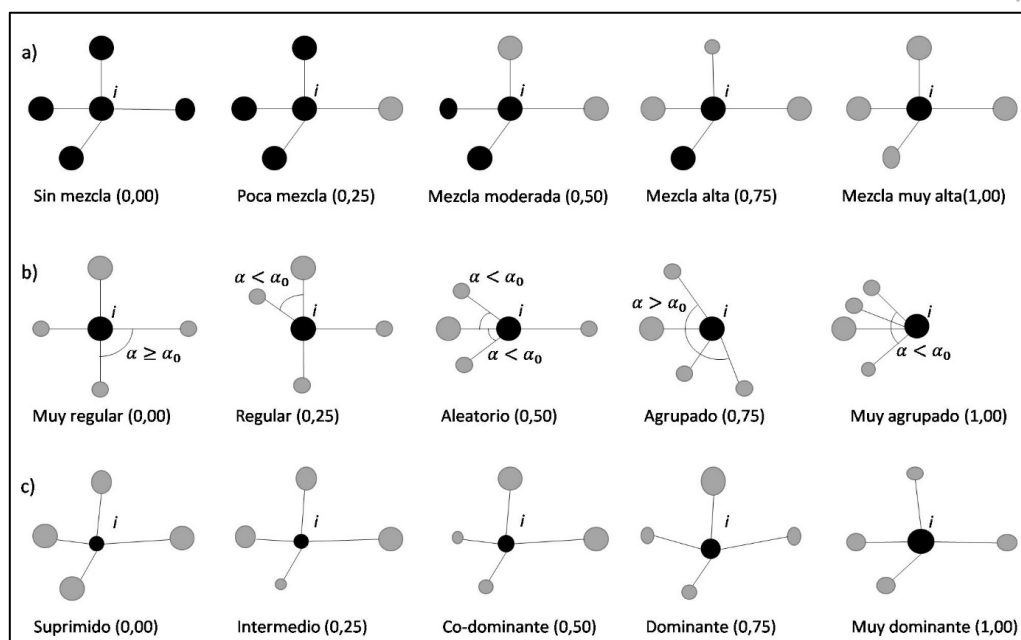 a)
i i i i i
Sin mezcla (0,00) Poca mezcla (0,25) Mezcla moderada (0,50) Mezcla alta (0,75) Mezcla muy alta(1,00)
b)
α < α₀ α < α₀
i i i α > α₀ i i
α ≥ α₀ α < α₀ α < α₀
Muy regular (0,00) Regular (0,25) Aleatorio (0,50) Agrupado (0,75) Muy agrupado (1,00)
c)
i i i i i
Suprimido (0,00) Intermedio (0,25) Co-dominante (0,50) Dominante (0,75) Muy dominante (1,00)